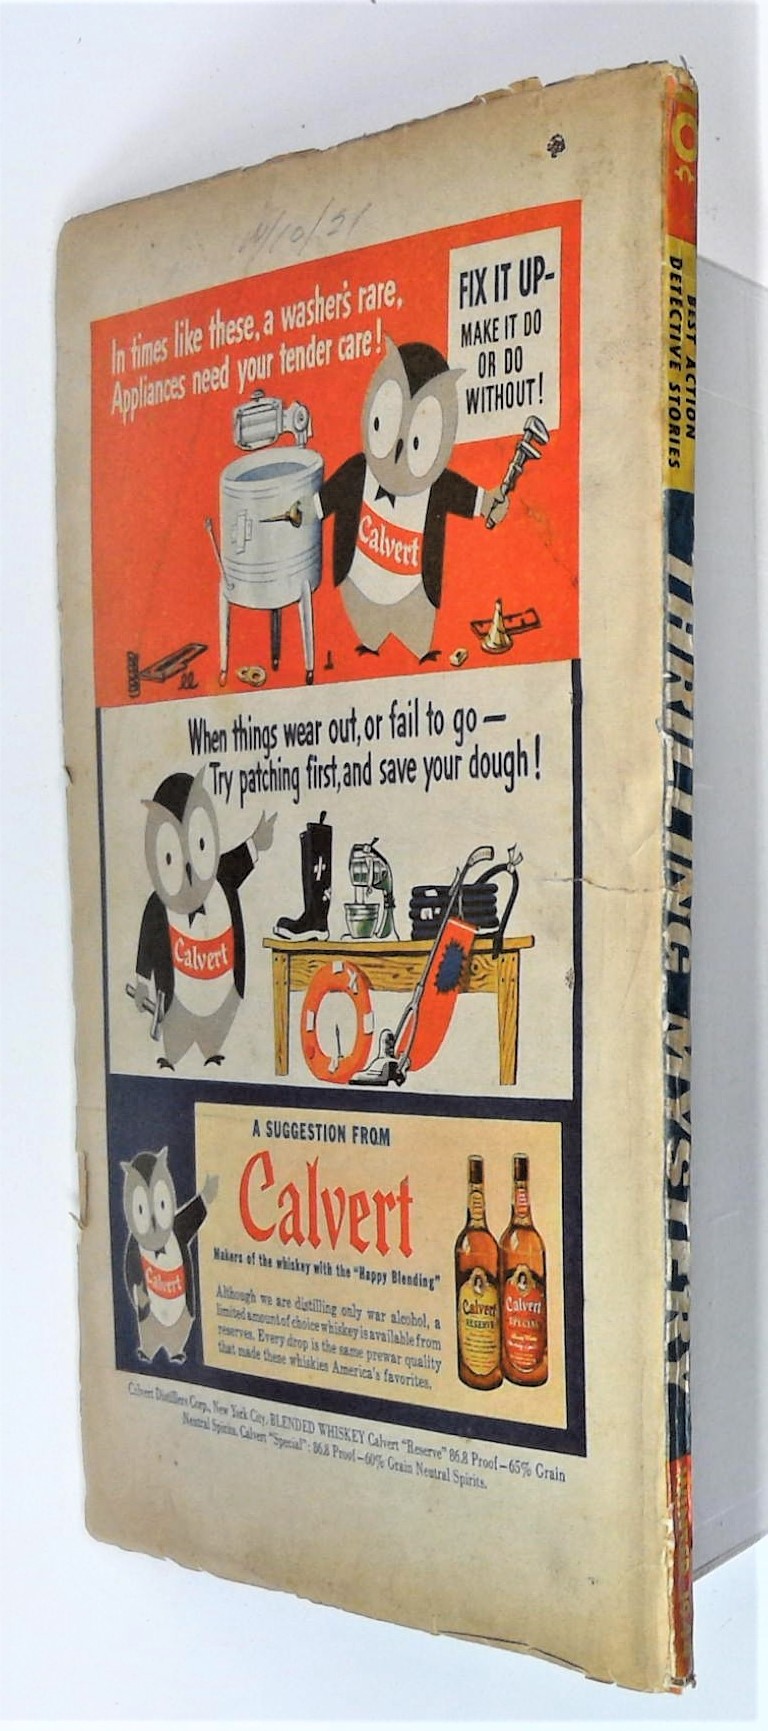 In times like these, a washer's rare,
Appliances need your tender care!
FIX IT UP-
MAKE IT DO
OR DO
WITHOUT!
Calvert
When things wear out, or fail to go —
Try patching first, and save your dough!
Calvert
A SUGGESTION FROM
Calvert
Makers of the whiskey with the "Happy Blending"
Although we are distilling only war alcohol, a
limited amount of choice whiskey is available from
reserves. Every drop is the same prewar quality
that made these whiskies America's favorites.
Calvert
Calvert
RESERVE
Calvert
SPECIAL
Calvert Distillers Corp., New York City. BLENDED WHISKEY Calvert "Reserve" 86.8 Proof—65% Grain
Neutral Spirits. Calvert "Special": 86.8 Proof—60% Grain Neutral Spirits.
10¢
BEST ACTION
DETECTIVE STORIES
THRILLING MYSTERY